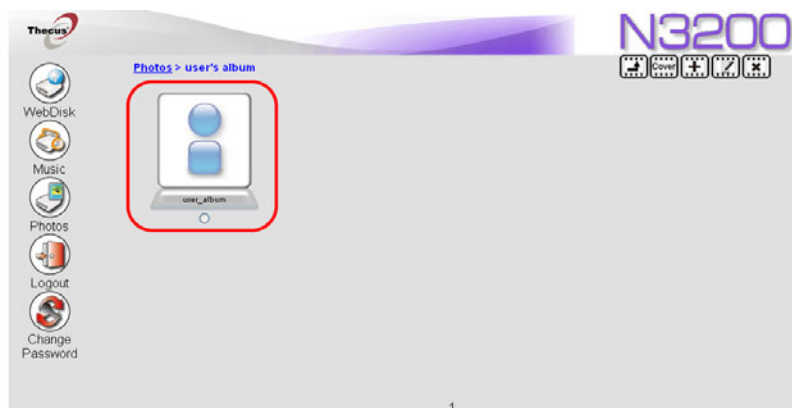 Thecus
N3200
Cover
Photos > user's album
WebDisk
Music
Photos
Logout
Change
Password
user_album
1